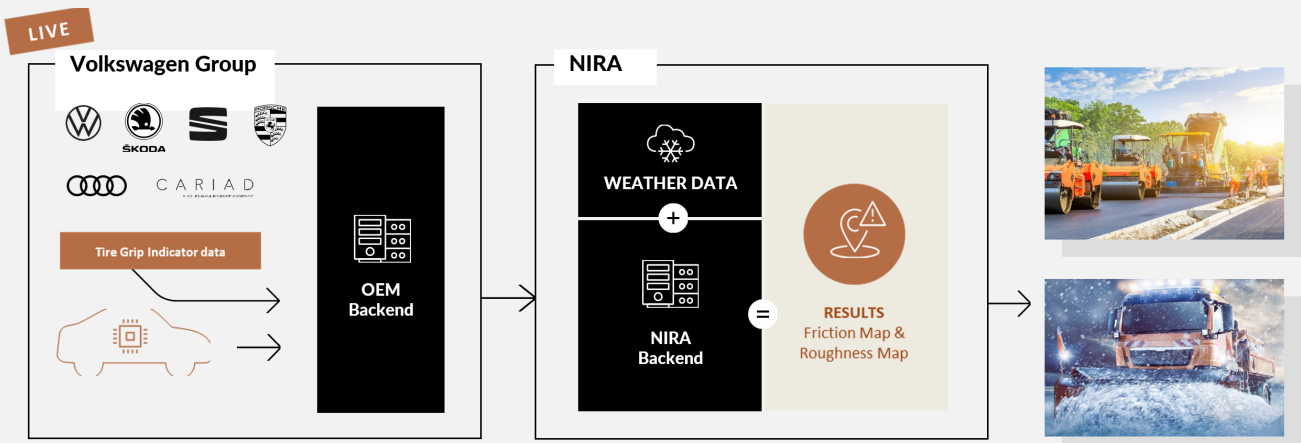 LIVE
Volkswagen Group
ŠKODA
PORSCHE
CARIAD
Tire Grip Indicator data
OEM
Backend
NIRA
WEATHER DATA
+
NIRA
Backend
=
RESULTS
Friction Map &
Roughness Map